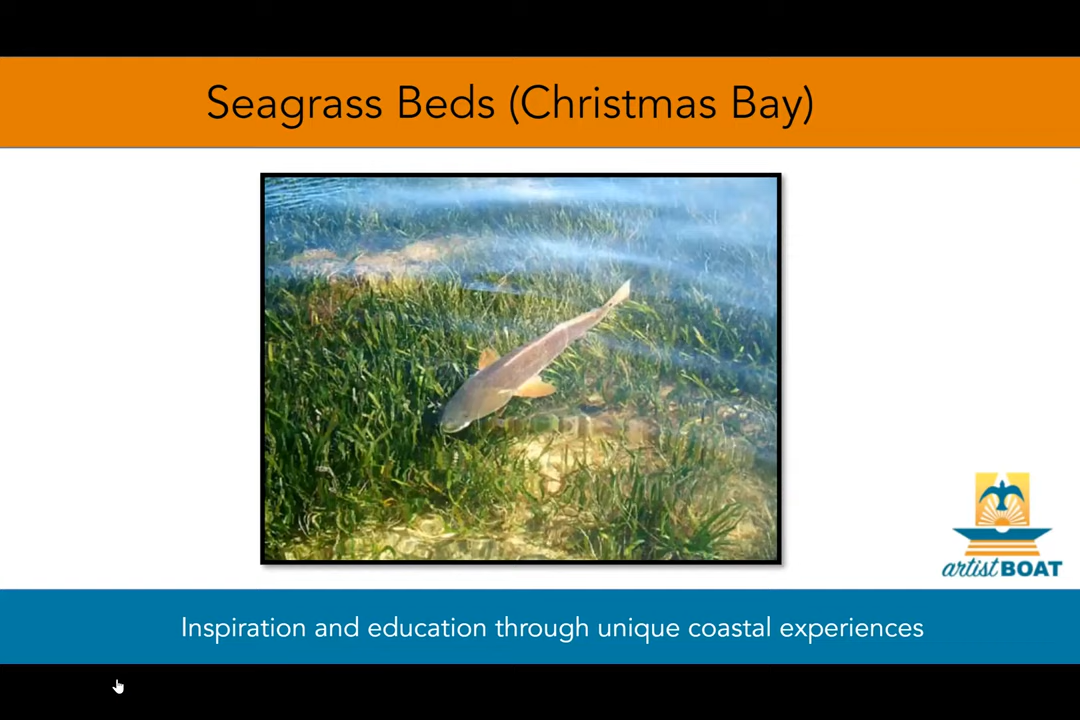 Seagrass Beds (Christmas Bay)
artist BOAT
Inspiration and education through unique coastal experiences